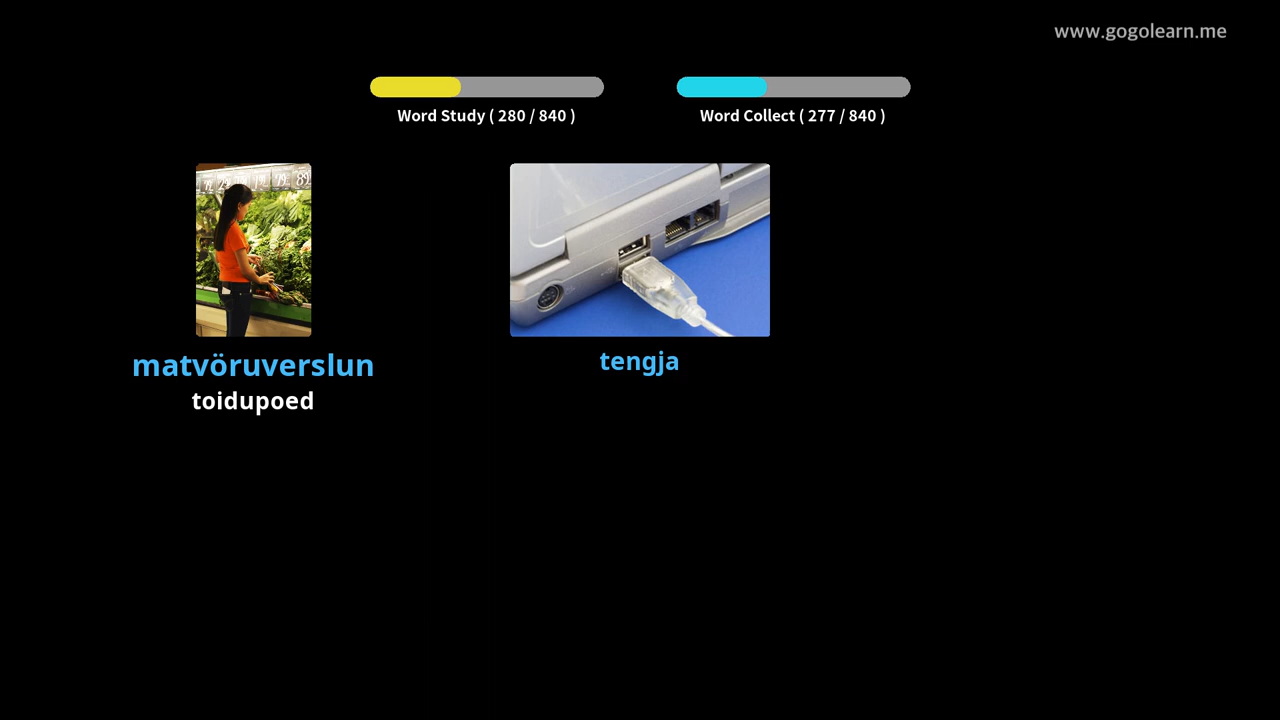 www.gogolearn.me
Word Study ( 280 / 840 )
Word Collect ( 277 / 840 )
matvöruverslun
toidupoed
tengja